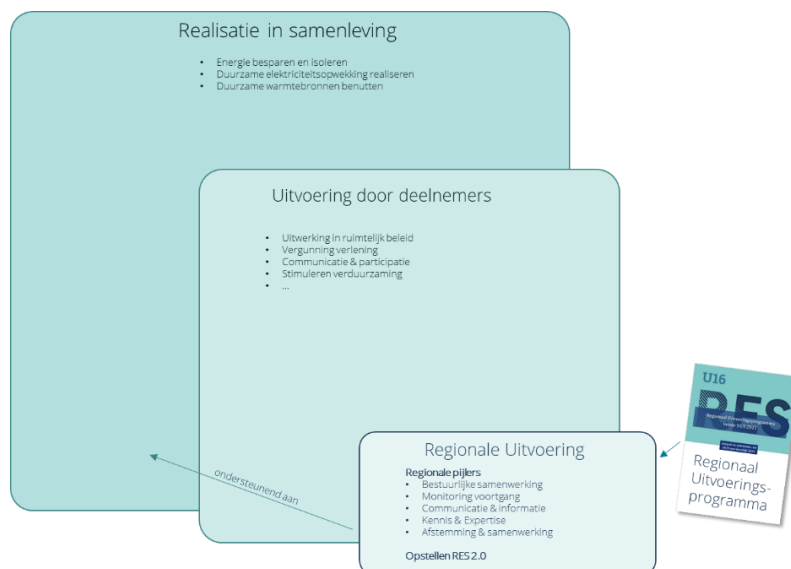 Realisatie in samenleving
• Energie besparen en Isoleren
• Duurzame elektriciteitsopwekking realiseren
• Duurzame warmtebronnen benutten
Uitvoering door deelnemers
• Uitwerking in ruimtelijk beleid
• Vergunning verlening
• Communicatie & participatie
• Stimuleren verduurzaming
• ...
ondersteunend aan
Regionale Uitvoering
Regionale pijlers
• Bestuurlijke samenwerking
• Monitoring voortgang
• Communicatie & informatie
• Kennis & Expertise
• Afstemming & samenwerking
Opstellen RES 2.0
U16
RES
Regionaal Uitvoeringsprogramma
Regionaal
Uitvoerings-
programma